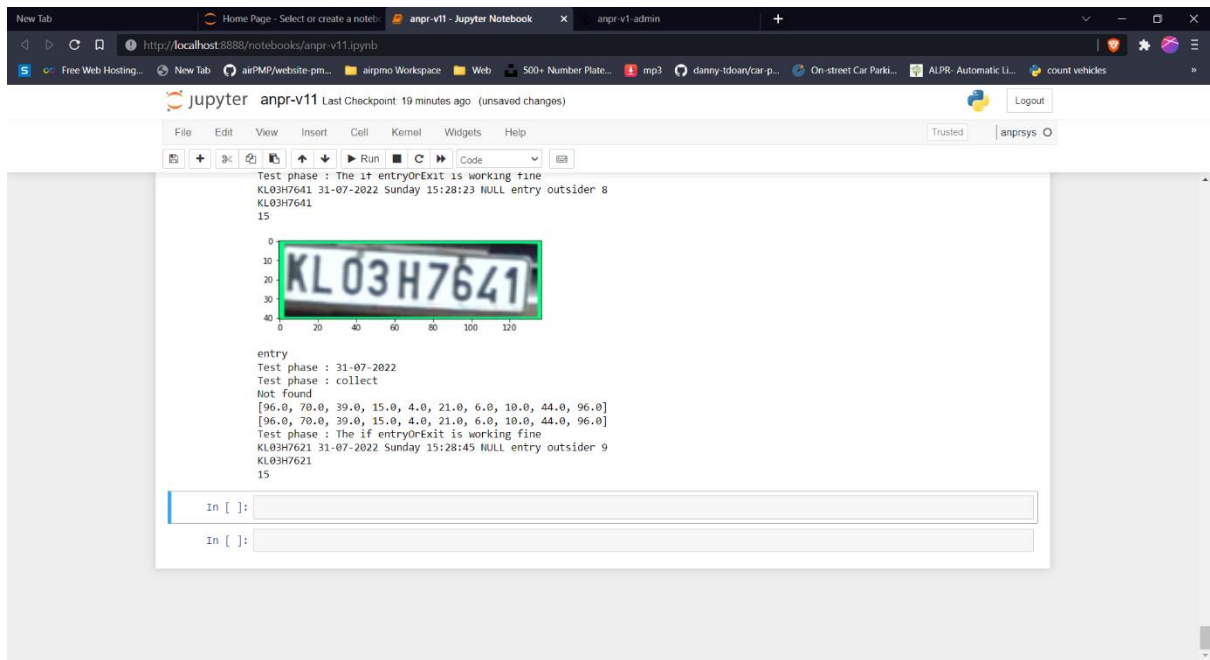 New Tab
Home Page - Select or create a noteb
anpr-v11 - Jupyter Notebook
anpr-v1-admin
http://localhost:8888/notebooks/anpr-v11.ipynb
Free Web Hosting...
New Tab
airPMP/website-pm...
airpmo Workspace
Web
500+ Number Plate...
mp3
danny-tdoan/car-p...
On-street Car Parki...
ALPR- Automatic Li...
count vehicles
jupyter anpr-v11 Last Checkpoint: 19 minutes ago (unsaved changes)
Logout
File Edit View Insert Cell Kernel Widgets Help
Trusted
anprsys
Run
Code
Test phase : The if entryOrExit is working fine
KL03H7641 31-07-2022 Sunday 15:28:23 NULL entry outsider 8
KL03H7641
15
0
10
20
30
40
KL03H7641
0 20 40 60 80 100 120
entry
Test phase : 31-07-2022
Test phase : collect
Not found
[96.0, 70.0, 39.0, 15.0, 4.0, 21.0, 6.0, 10.0, 44.0, 96.0]
[96.0, 70.0, 39.0, 15.0, 4.0, 21.0, 6.0, 10.0, 44.0, 96.0]
Test phase : The if entryOrExit is working fine
KL03H7621 31-07-2022 Sunday 15:28:45 NULL entry outsider 9
KL03H7621
15
In [ ]:
In [ ]: